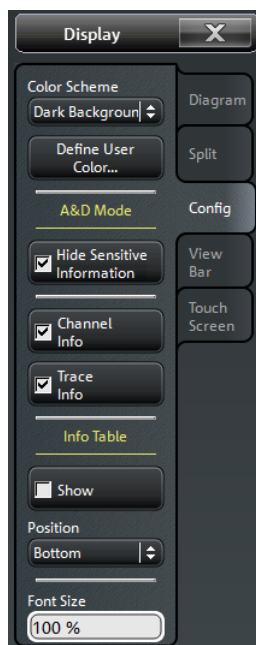 Display
X
Color Scheme
Dark Backgroun
Define User
Color...
A&D Mode
Hide Sensitive
Information
Channel
Info
Trace
Info
Info Table
Show
Position
Bottom
Font Size
100 %
Diagram
Split
Config
View
Bar
Touch
Screen